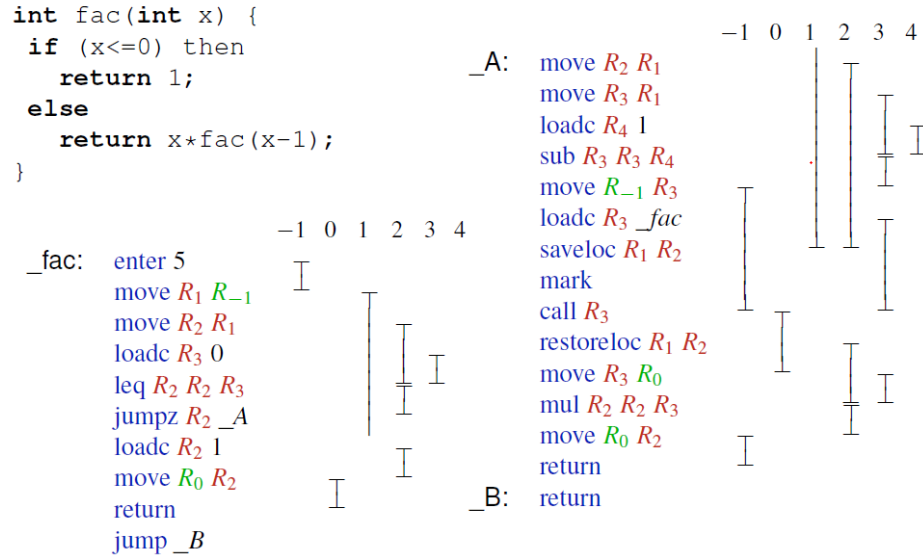 int fac(int x) {
if (x<=0) then
return 1;
else
return x*fac(x-1);
}
−1 0 1 2 3 4
_fac: enter 5
move R₁ R₋₁
move R₂ R₁
loadc R₃ 0
leq R₂ R₂ R₃
jumpz R₂ _A
loadc R₂ 1
move R₀ R₂
return
jump _B
−1 0 1 2 3 4
_A: move R₂ R₁
move R₃ R₁
loadc R₄ 1
sub R₃ R₃ R₄
move R₋₁ R₃
loadc R₃ _fac
saveloc R₁ R₂
mark
call R₃
restoreloc R₁ R₂
move R₃ R₀
mul R₂ R₂ R₃
move R₀ R₂
return
_B: return